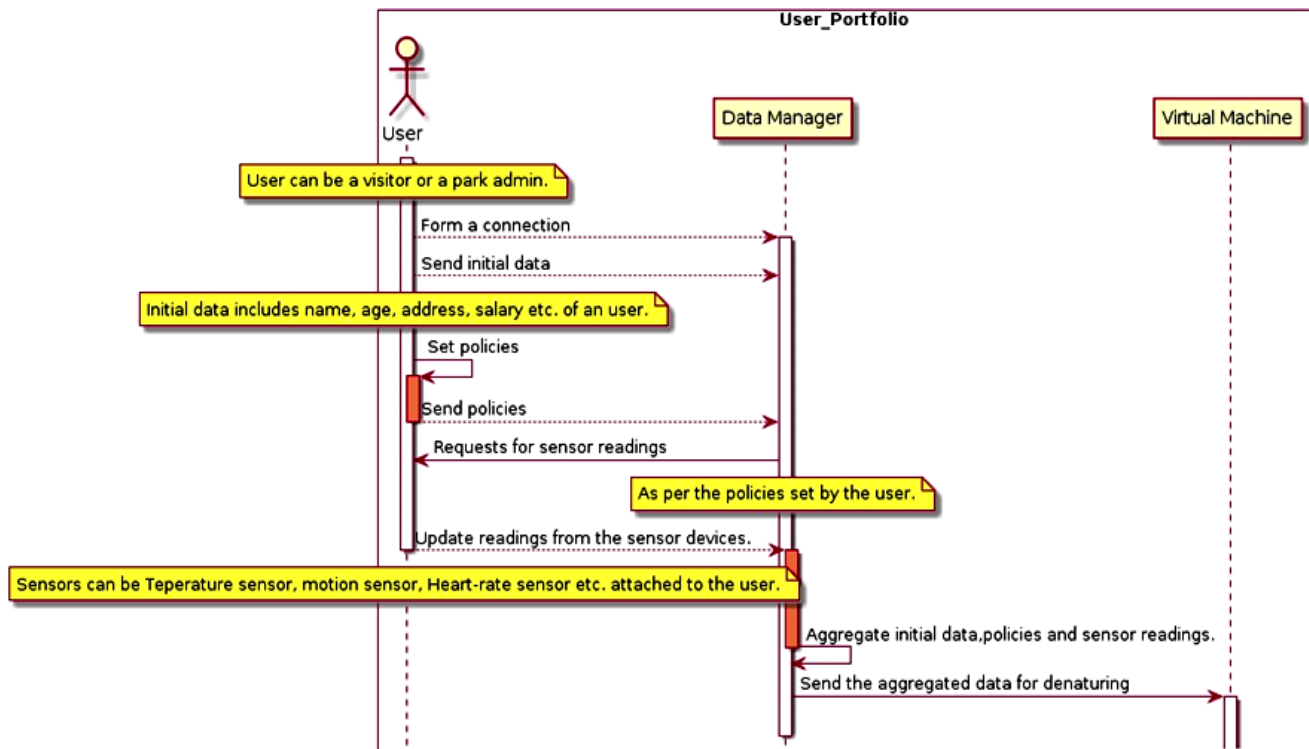 User_Portfolio
User
Data Manager
Virtual Machine
User can be a visitor or a park admin.
Form a connection
Send initial data
Initial data includes name, age, address, salary etc. of an user.
Set policies
Send policies
Requests for sensor readings
As per the policies set by the user.
Update readings from the sensor devices.
Sensors can be Teperature sensor, motion sensor, Heart-rate sensor etc. attached to the user.
Aggregate initial data,policies and sensor readings.
Send the aggregated data for denaturing